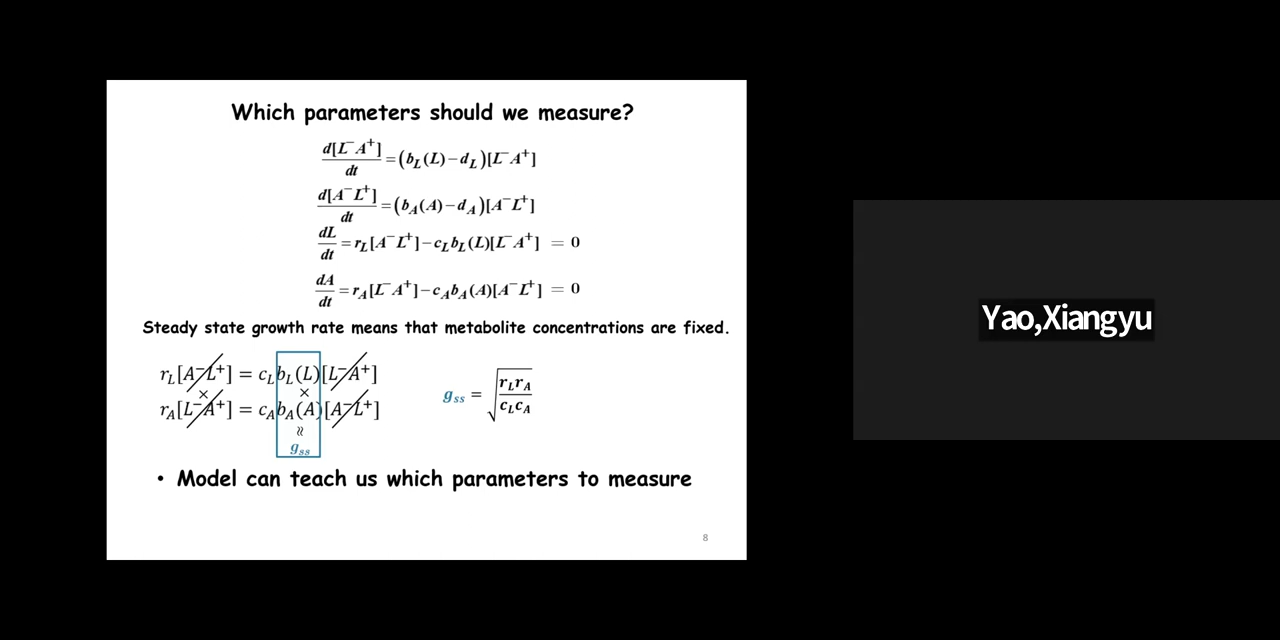 Which parameters should we measure?
d[L⁻A⁺]/dt = (b_L(L) − d_L)[L⁻A⁺]
d[A⁻L⁺]/dt = (b_A(A) − d_A)[A⁻L⁺]
dL/dt = r_L[A⁻L⁺] − c_L b_L(L)[L⁻A⁺] = 0
dA/dt = r_A[L⁻A⁺] − c_A b_A(A)[A⁻L⁺] = 0
Steady state growth rate means that metabolite concentrations are fixed.
r_L[A⁻L⁺] = c_L b_L(L)[L⁻A⁺]
× ×
r_A[L⁻A⁺] = c_A b_A(A)[A⁻L⁺]
≈
g_ss
g_ss = √(r_L r_A / c_L c_A)
• Model can teach us which parameters to measure
8
Yao,Xiangyu